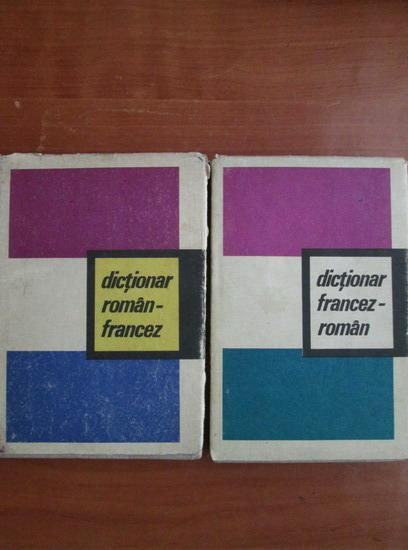 dicționar
român-
francez
dicționar
francez-
român